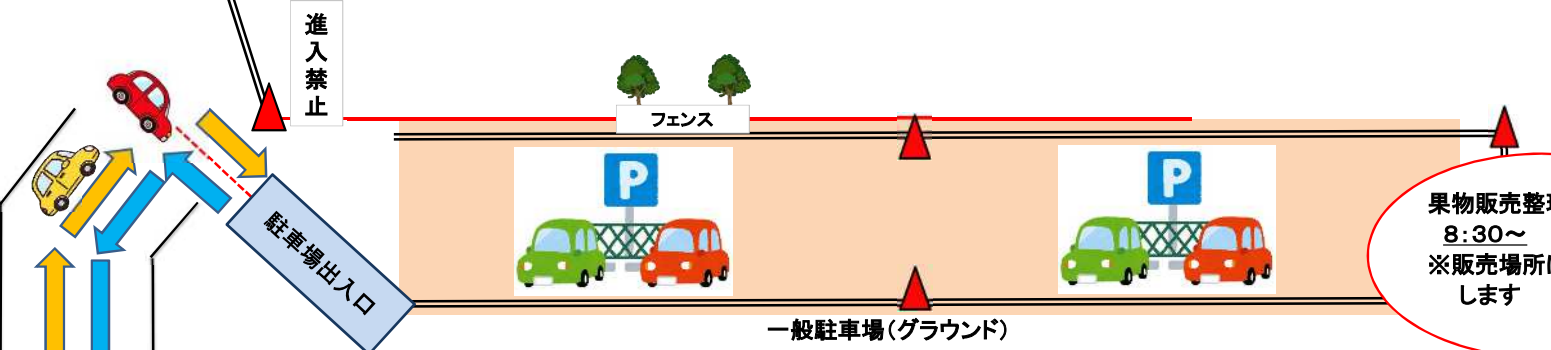 進入禁止
フェンス
P
P
駐車場出入口
果物販売整
8:30～
※販売場所
します
一般駐車場(グラウンド)